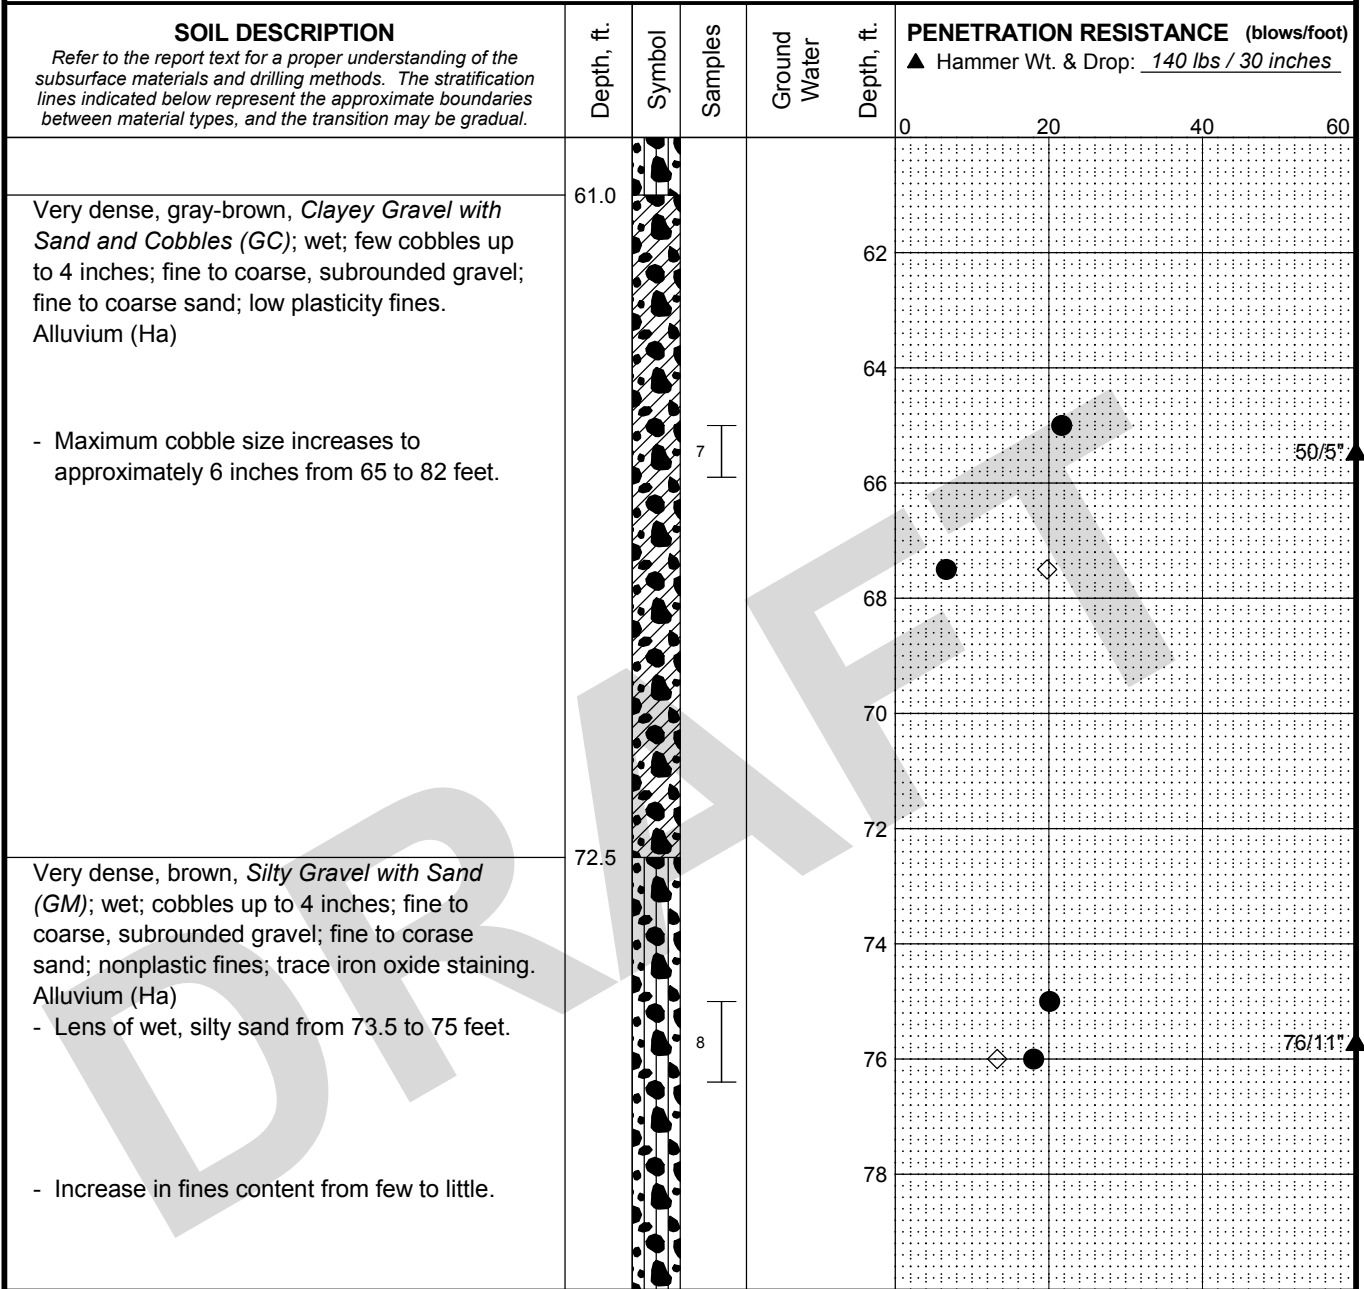 SOIL DESCRIPTION
Refer to the report text for a proper understanding of the
subsurface materials and drilling methods. The stratification
lines indicated below represent the approximate boundaries
between material types, and the transition may be gradual.
Depth, ft.
Symbol
Samples
Ground
Water
Depth, ft.
PENETRATION RESISTANCE (blows/foot)
▲ Hammer Wt. & Drop: 140 lbs / 30 inches
0 20 40 60
61.0
Very dense, gray-brown, Clayey Gravel with
Sand and Cobbles (GC); wet; few cobbles up
to 4 inches; fine to coarse, subrounded gravel;
fine to coarse sand; low plasticity fines.
Alluvium (Ha)
62
64
- Maximum cobble size increases to
approximately 6 inches from 65 to 82 feet.
7
50/5"
66
68
70
72
72.5
Very dense, brown, Silty Gravel with Sand
(GM); wet; cobbles up to 4 inches; fine to
coarse, subrounded gravel; fine to corase
sand; nonplastic fines; trace iron oxide staining.
Alluvium (Ha)
- Lens of wet, silty sand from 73.5 to 75 feet.
74
8
76/11"
76
- Increase in fines content from few to little.
78
DRAFT